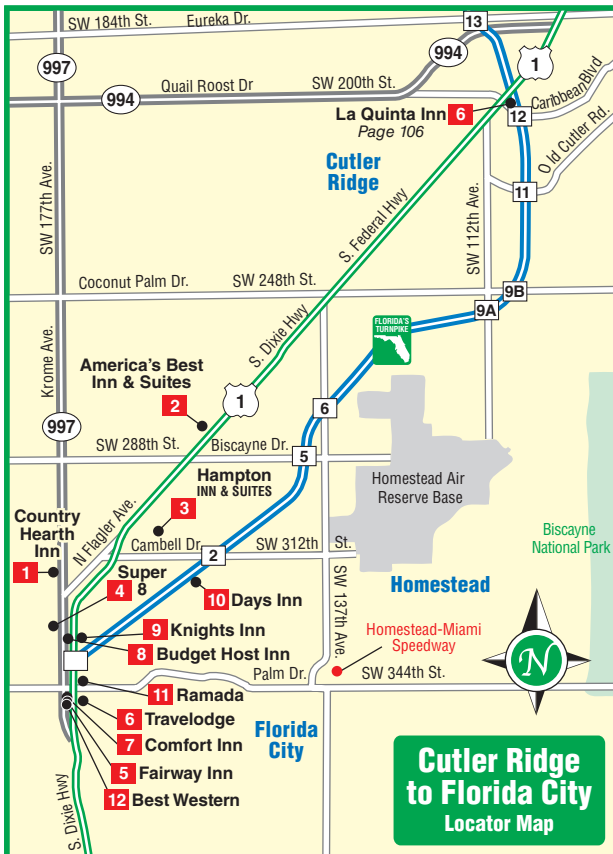 SW 184th St.
Eureka Dr.
13
997
994
1
994
Quail Roost Dr
SW 200th St.
Caribbean Blvd
La Quinta Inn 6
Page 106
12
Old Cutler Rd.
Cutler
Ridge
11
SW 177th Ave.
S. Federal Hwy
SW 112th Ave.
Coconut Palm Dr.
SW 248th St.
9B
9A
FLORIDA'S
TURNPIKE
S. Dixie Hwy
Krome Ave.
America's Best
Inn & Suites
2
1
6
997
SW 288th St.
Biscayne Dr.
5
Hampton
INN & SUITES
Homestead Air
Reserve Base
3
N Flagler Ave.
Country
Hearth
Inn
1
Cambell Dr.
2
SW 312th St.
Biscayne
National Park
Super
8
4
10 Days Inn
Homestead
SW 137th Ave.
9 Knights Inn
8 Budget Host Inn
Homestead-Miami
Speedway
N
Palm Dr.
SW 344th St.
11 Ramada
6 Travelodge
7 Comfort Inn
5 Fairway Inn
12 Best Western
Florida
City
S. Dixie Hwy
Cutler Ridge
to Florida City
Locator Map